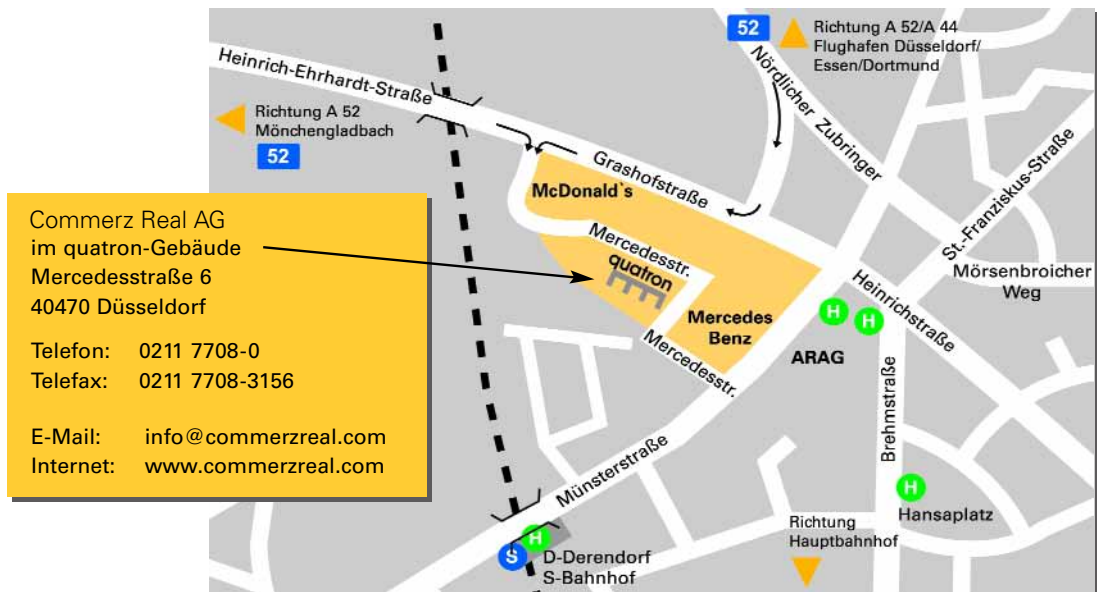 Heinrich-Ehrhardt-Straße
52
Richtung A 52/A 44
Flughafen Düsseldorf/
Essen/Dortmund
Nördlicher Zubringer
Richtung A 52
Mönchengladbach
52
Grashofstraße
St.-Franziskus-Straße
McDonald`s
Commerz Real AG
im quatron-Gebäude
Mercedesstraße 6
40470 Düsseldorf
Telefon: 0211 7708-0
Telefax: 0211 7708-3156
E-Mail: info@commerzreal.com
Internet: www.commerzreal.com
Mercedesstr.
quatron
Mörsenbroicher
Weg
Heinrichstraße
Mercedes
Benz
H
H
Mercedesstr.
ARAG
Brehmstraße
Münsterstraße
H
Hansaplatz
Richtung
Hauptbahnhof
H
S
D-Derendorf
S-Bahnhof